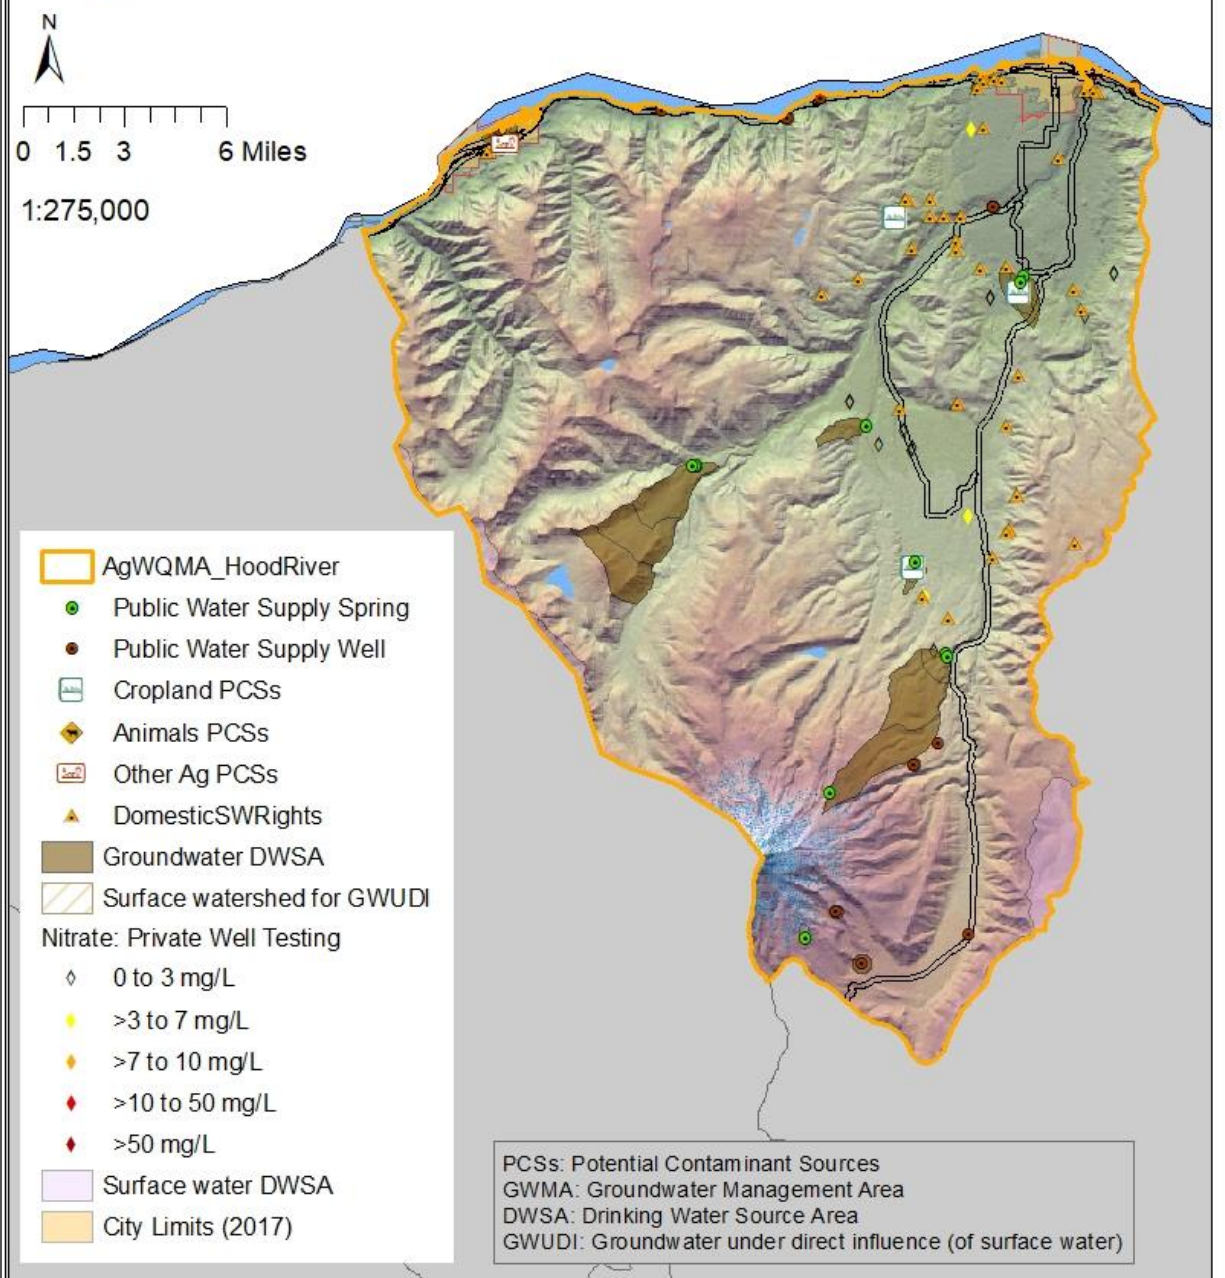 N
0 1.5 3 6 Miles
1:275,000
AgWQMA_HoodRiver
Public Water Supply Spring
Public Water Supply Well
Cropland PCSs
Animals PCSs
Other Ag PCSs
DomesticSWRights
Groundwater DWSA
Surface watershed for GWUDI
Nitrate: Private Well Testing
0 to 3 mg/L
>3 to 7 mg/L
>7 to 10 mg/L
>10 to 50 mg/L
>50 mg/L
Surface water DWSA
City Limits (2017)
PCSs: Potential Contaminant Sources
GWMA: Groundwater Management Area
DWSA: Drinking Water Source Area
GWUDI: Groundwater under direct influence (of surface water)